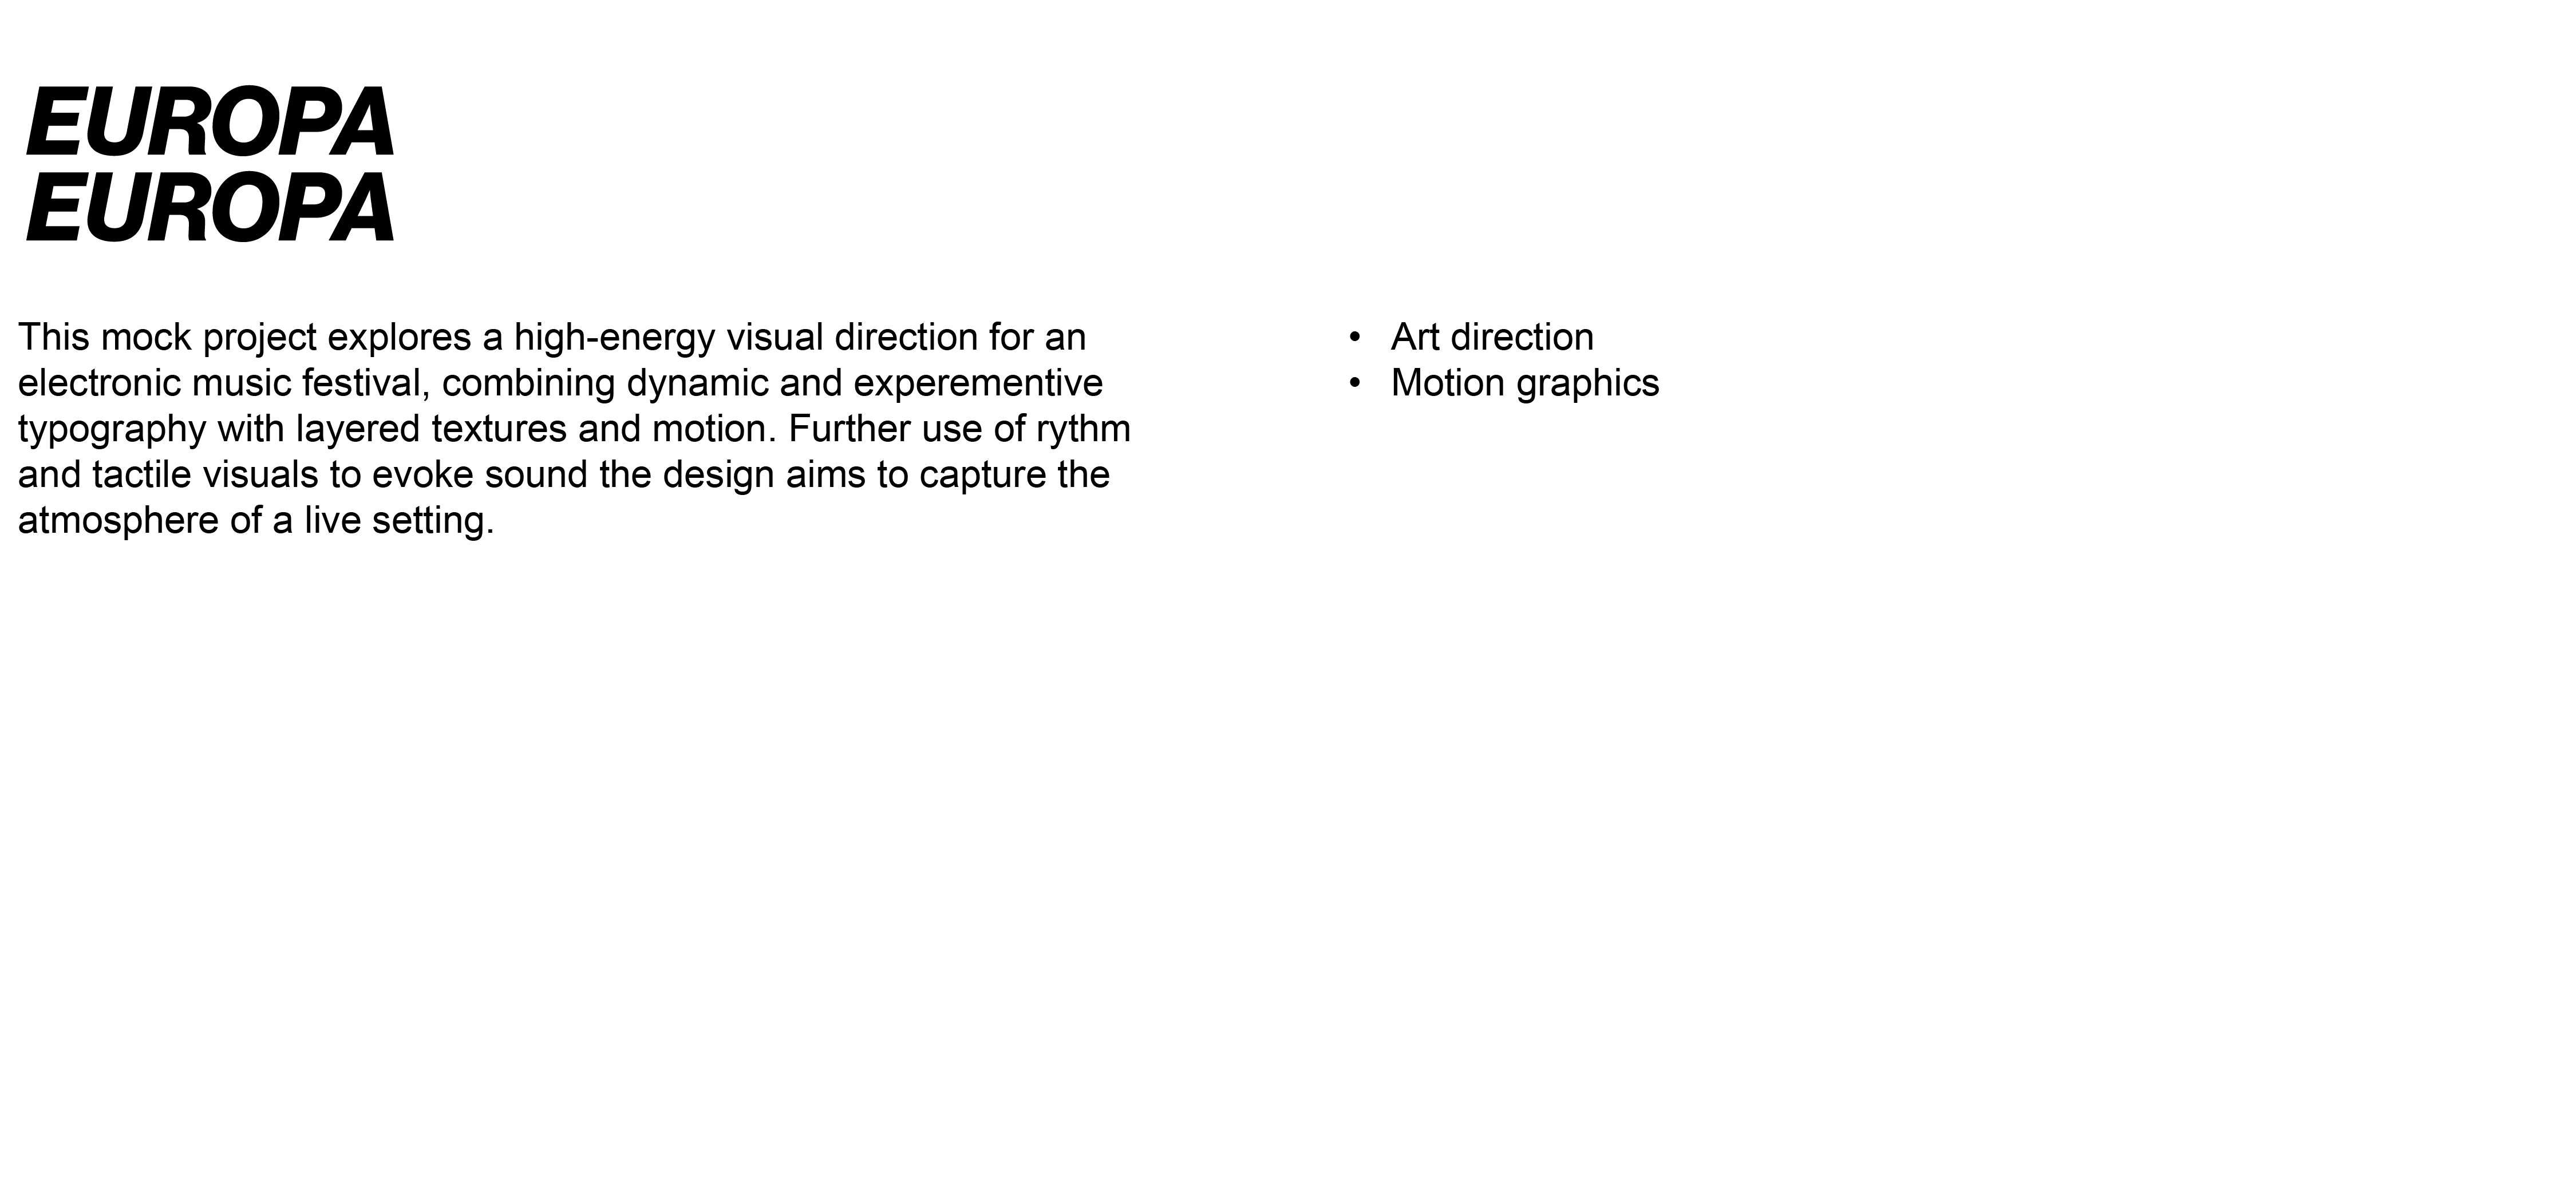 EUROPA
EUROPA
This mock project explores a high-energy visual direction for an
electronic music festival, combining dynamic and experementive
typography with layered textures and motion. Further use of rythm
and tactile visuals to evoke sound the design aims to capture the
atmosphere of a live setting.
• Art direction
• Motion graphics